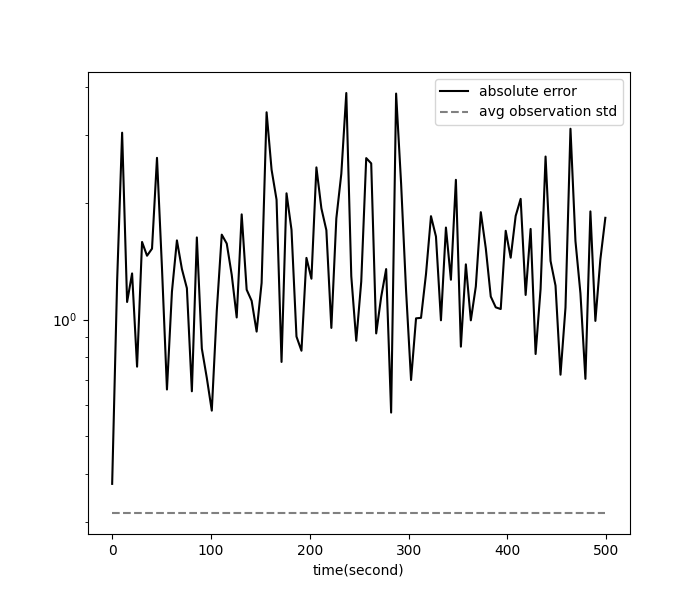 absolute error
avg observation std
10⁰
0 100 200 300 400 500
time(second)